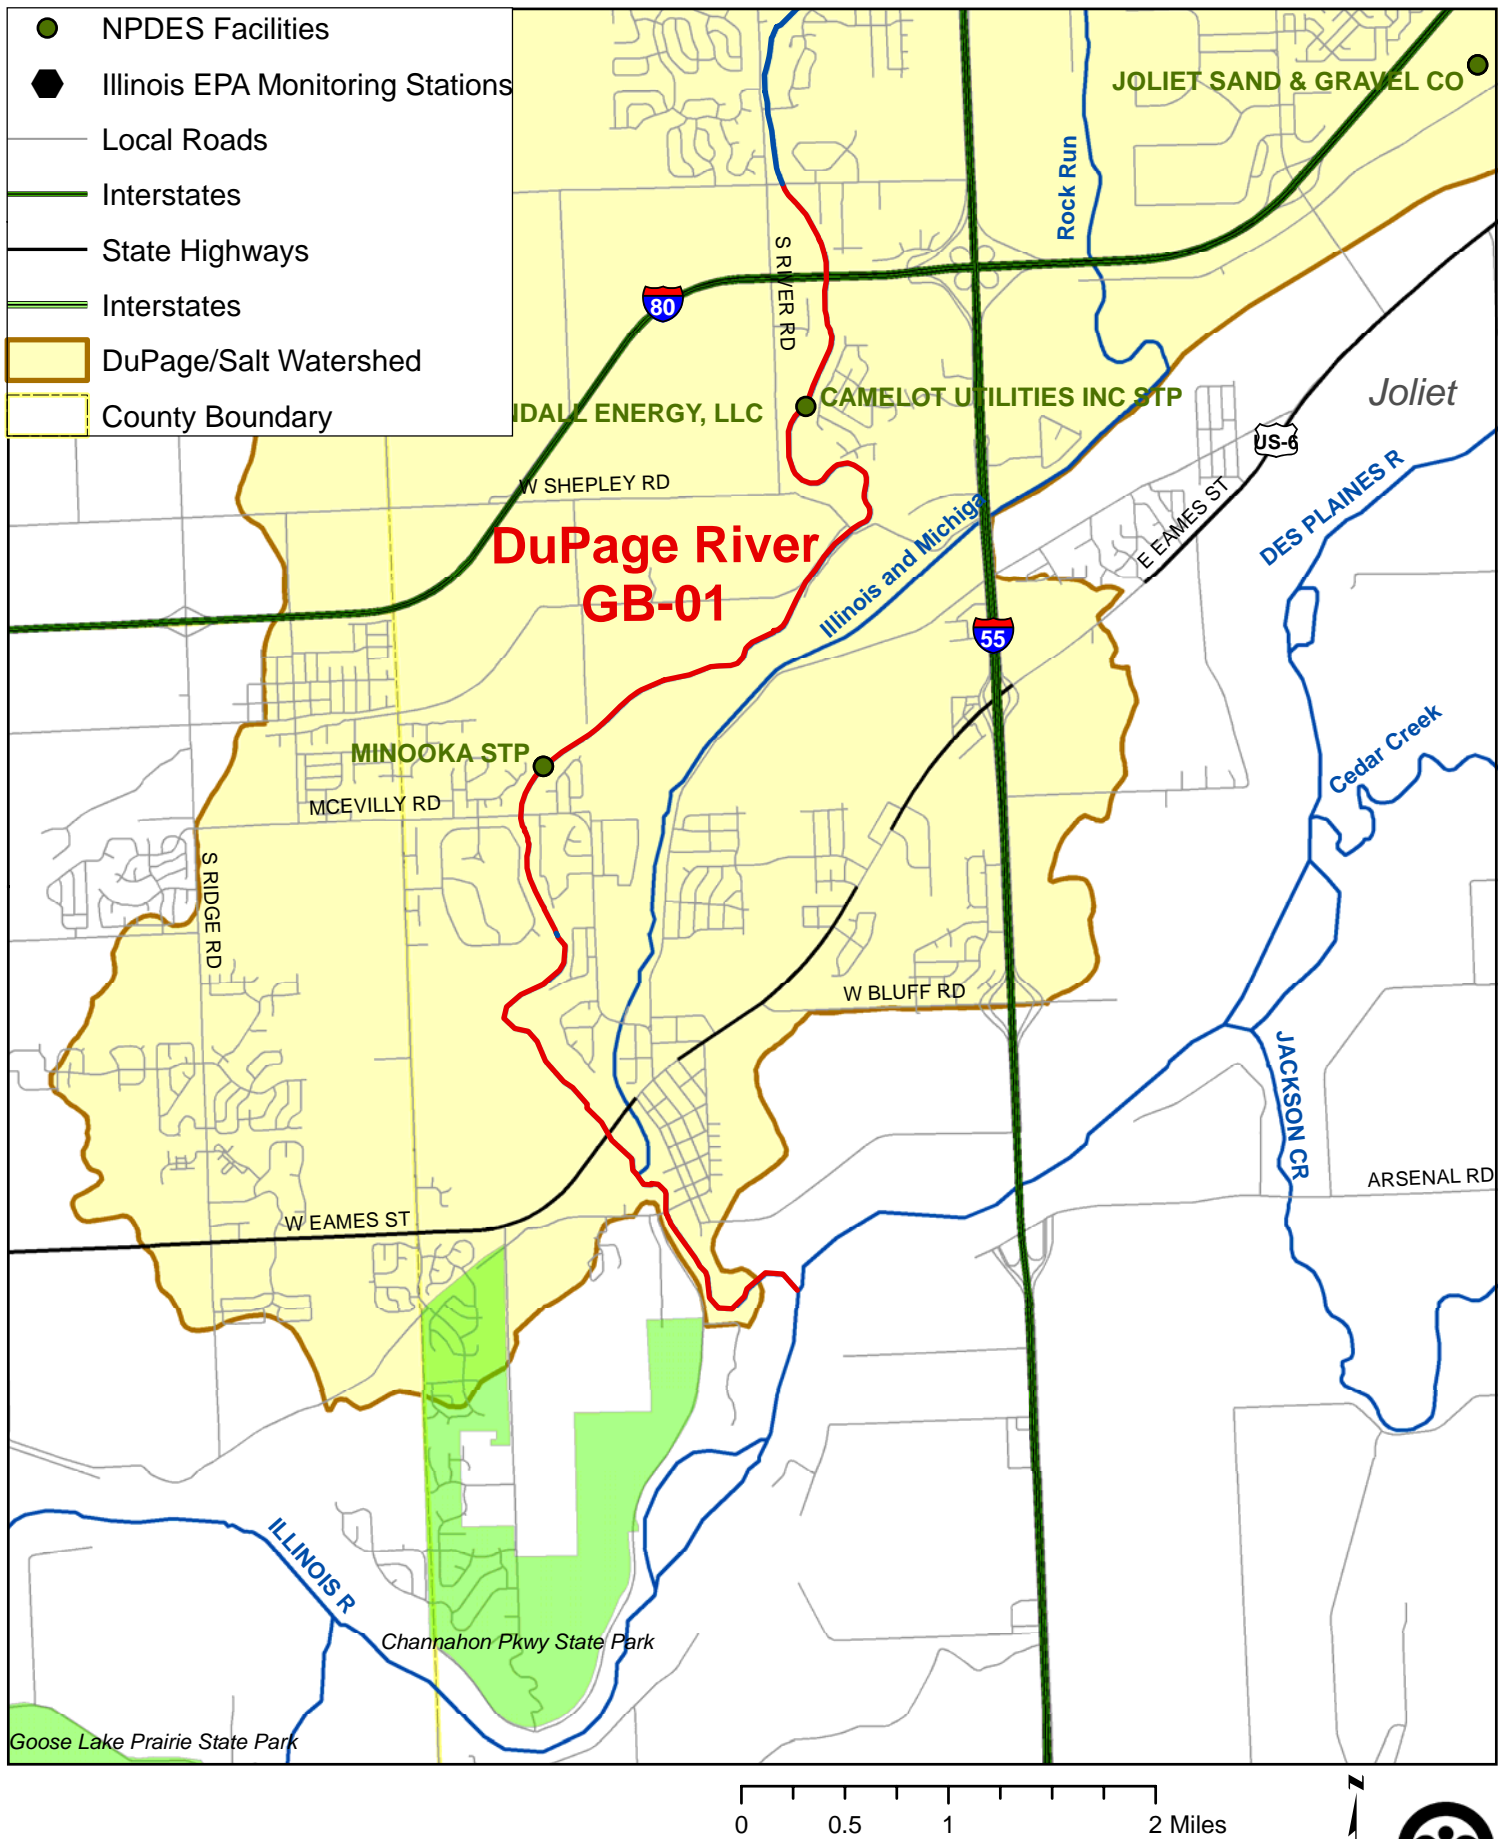 NPDES Facilities
Illinois EPA Monitoring Stations
Local Roads
Interstates
State Highways
Interstates
DuPage/Salt Watershed
County Boundary
JOLIET SAND & GRAVEL CO
Rock Run
S RIVER RD
80
NDALL ENERGY, LLC
CAMELOT UTILITIES INC STP
Joliet
US-6
W SHEPLEY RD
E EAMES ST
DES PLAINES R
DuPage River
GB-01
Illinois and Michiga
55
Cedar Creek
MINOOKA STP
MCEVILLY RD
S RIDGE RD
W BLUFF RD
JACKSON CR
ARSENAL RD
W EAMES ST
ILLINOIS R
Channahon Pkwy State Park
Goose Lake Prairie State Park
0 0.5 1 2 Miles
z